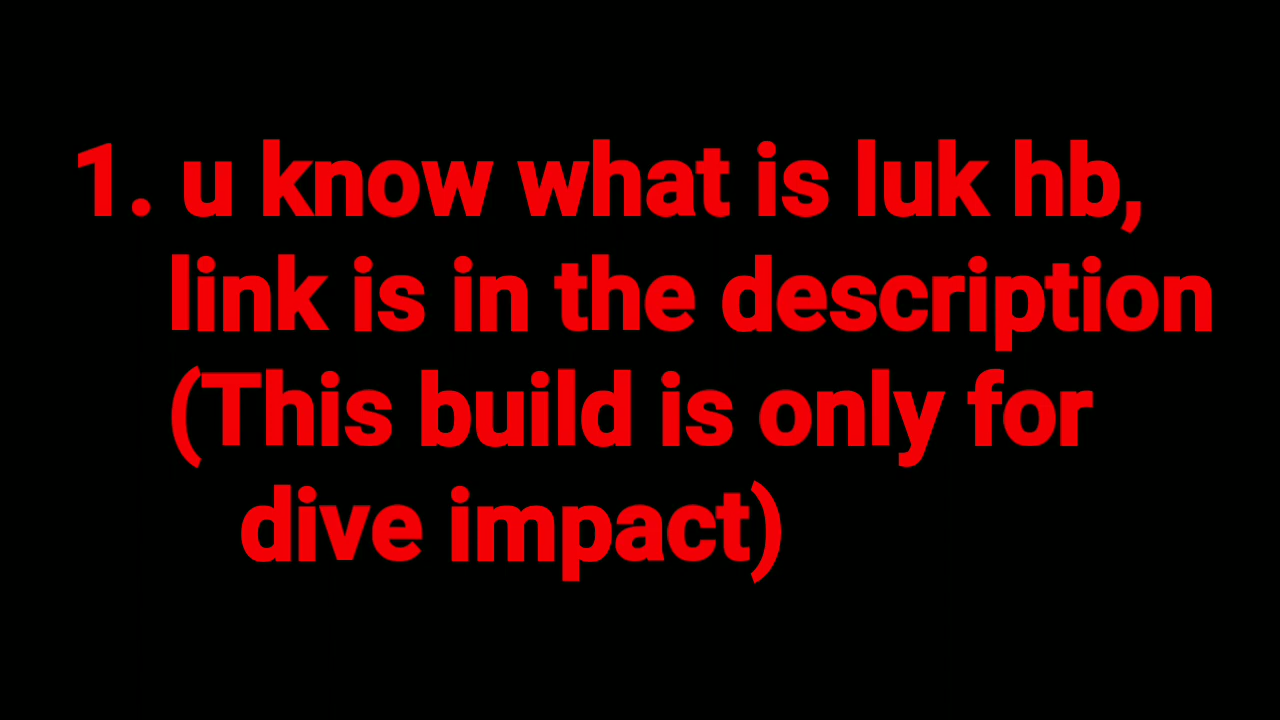 1. u know what is luk hb,
link is in the description
(This build is only for
dive impact)